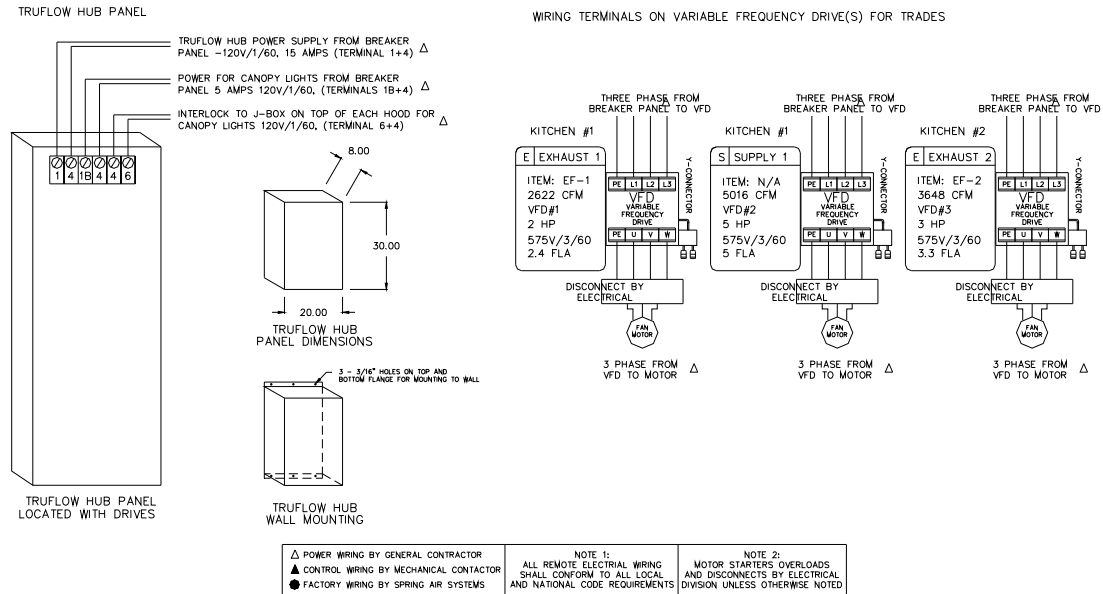 TRUFLOW HUB PANEL
WIRING TERMINALS ON VARIABLE FREQUENCY DRIVE(S) FOR TRADES
TRUFLOW HUB POWER SUPPLY FROM BREAKER
PANEL -120V/1/60, 15 AMPS (TERMINAL 1+4)
POWER FOR CANOPY LIGHTS FROM BREAKER
PANEL 5 AMPS 120V/1/60, (TERMINALS 1B+4)
INTERLOCK TO J-BOX ON TOP OF EACH HOOD FOR
CANOPY LIGHTS 120V/1/60, (TERMINAL 6+4)
1 4 1B 4 4 6
TRUFLOW HUB PANEL
LOCATED WITH DRIVES
8.00
30.00
20.00
TRUFLOW HUB
PANEL DIMENSIONS
3 - 3/16" HOLES ON TOP AND
BOTTOM FLANGE FOR MOUNTING TO WALL
TRUFLOW HUB
WALL MOUNTING
THREE PHASE FROM
BREAKER PANEL TO VFD
KITCHEN #1
E EXHAUST 1
ITEM: EF-1
2622 CFM
VFD#1
2 HP
575V/3/60
2.4 FLA
PE L1 L2 L3
VFD
VARIABLE
FREQUENCY
DRIVE
PE U V W
Y-CONNECTOR
DISCONNECT BY
ELECTRICAL
FAN
MOTOR
3 PHASE FROM
VFD TO MOTOR
THREE PHASE FROM
BREAKER PANEL TO VFD
KITCHEN #1
S SUPPLY 1
ITEM: N/A
5016 CFM
VFD#2
5 HP
575V/3/60
5 FLA
PE L1 L2 L3
VFD
VARIABLE
FREQUENCY
DRIVE
PE U V W
Y-CONNECTOR
DISCONNECT BY
ELECTRICAL
FAN
MOTOR
3 PHASE FROM
VFD TO MOTOR
THREE PHASE FROM
BREAKER PANEL TO VFD
KITCHEN #2
E EXHAUST 2
ITEM: EF-2
3648 CFM
VFD#3
3 HP
575V/3/60
3.3 FLA
PE L1 L2 L3
VFD
VARIABLE
FREQUENCY
DRIVE
PE U V W
Y-CONNECTOR
DISCONNECT BY
ELECTRICAL
FAN
MOTOR
3 PHASE FROM
VFD TO MOTOR
POWER WIRING BY GENERAL CONTRACTOR
CONTROL WIRING BY MECHANICAL CONTACTOR
FACTORY WIRING BY SPRING AIR SYSTEMS
NOTE 1:
ALL REMOTE ELECTRIAL WIRING
SHALL CONFORM TO ALL LOCAL
AND NATIONAL CODE REQUIREMENTS
NOTE 2:
MOTOR STARTERS OVERLOADS
AND DISCONNECTS BY ELECTRICAL
DIVISION UNLESS OTHERWISE NOTED